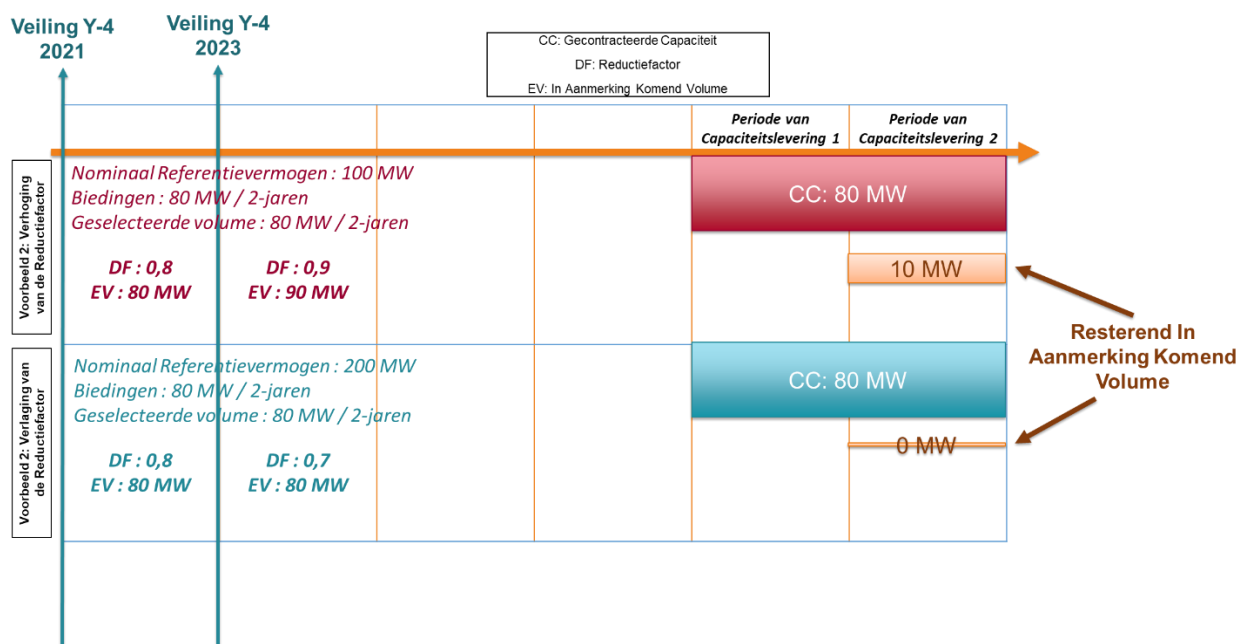 Veiling Y-4
2021
Veiling Y-4
2023
CC: Gecontracteerde Capaciteit
DF: Reductiefactor
EV: In Aanmerking Komend Volume
Periode van
Capaciteitslevering 1
Periode van
Capaciteitslevering 2
Voorbeeld 2: Verhoging
van de Reductiefactor
Nominaal Referentievermogen : 100 MW
Biedingen : 80 MW / 2-jaren
Geselecteerde volume : 80 MW / 2-jaren
DF : 0,8
EV : 80 MW
DF : 0,9
EV : 90 MW
CC: 80 MW
10 MW
Voorbeeld 2: Verlaging van
de Reductiefactor
Nominaal Referentievermogen : 200 MW
Biedingen : 80 MW / 2-jaren
Geselecteerde volume : 80 MW / 2-jaren
DF : 0,8
EV : 80 MW
DF : 0,7
EV : 80 MW
CC: 80 MW
0 MW
Resterend In
Aanmerking Komend
Volume